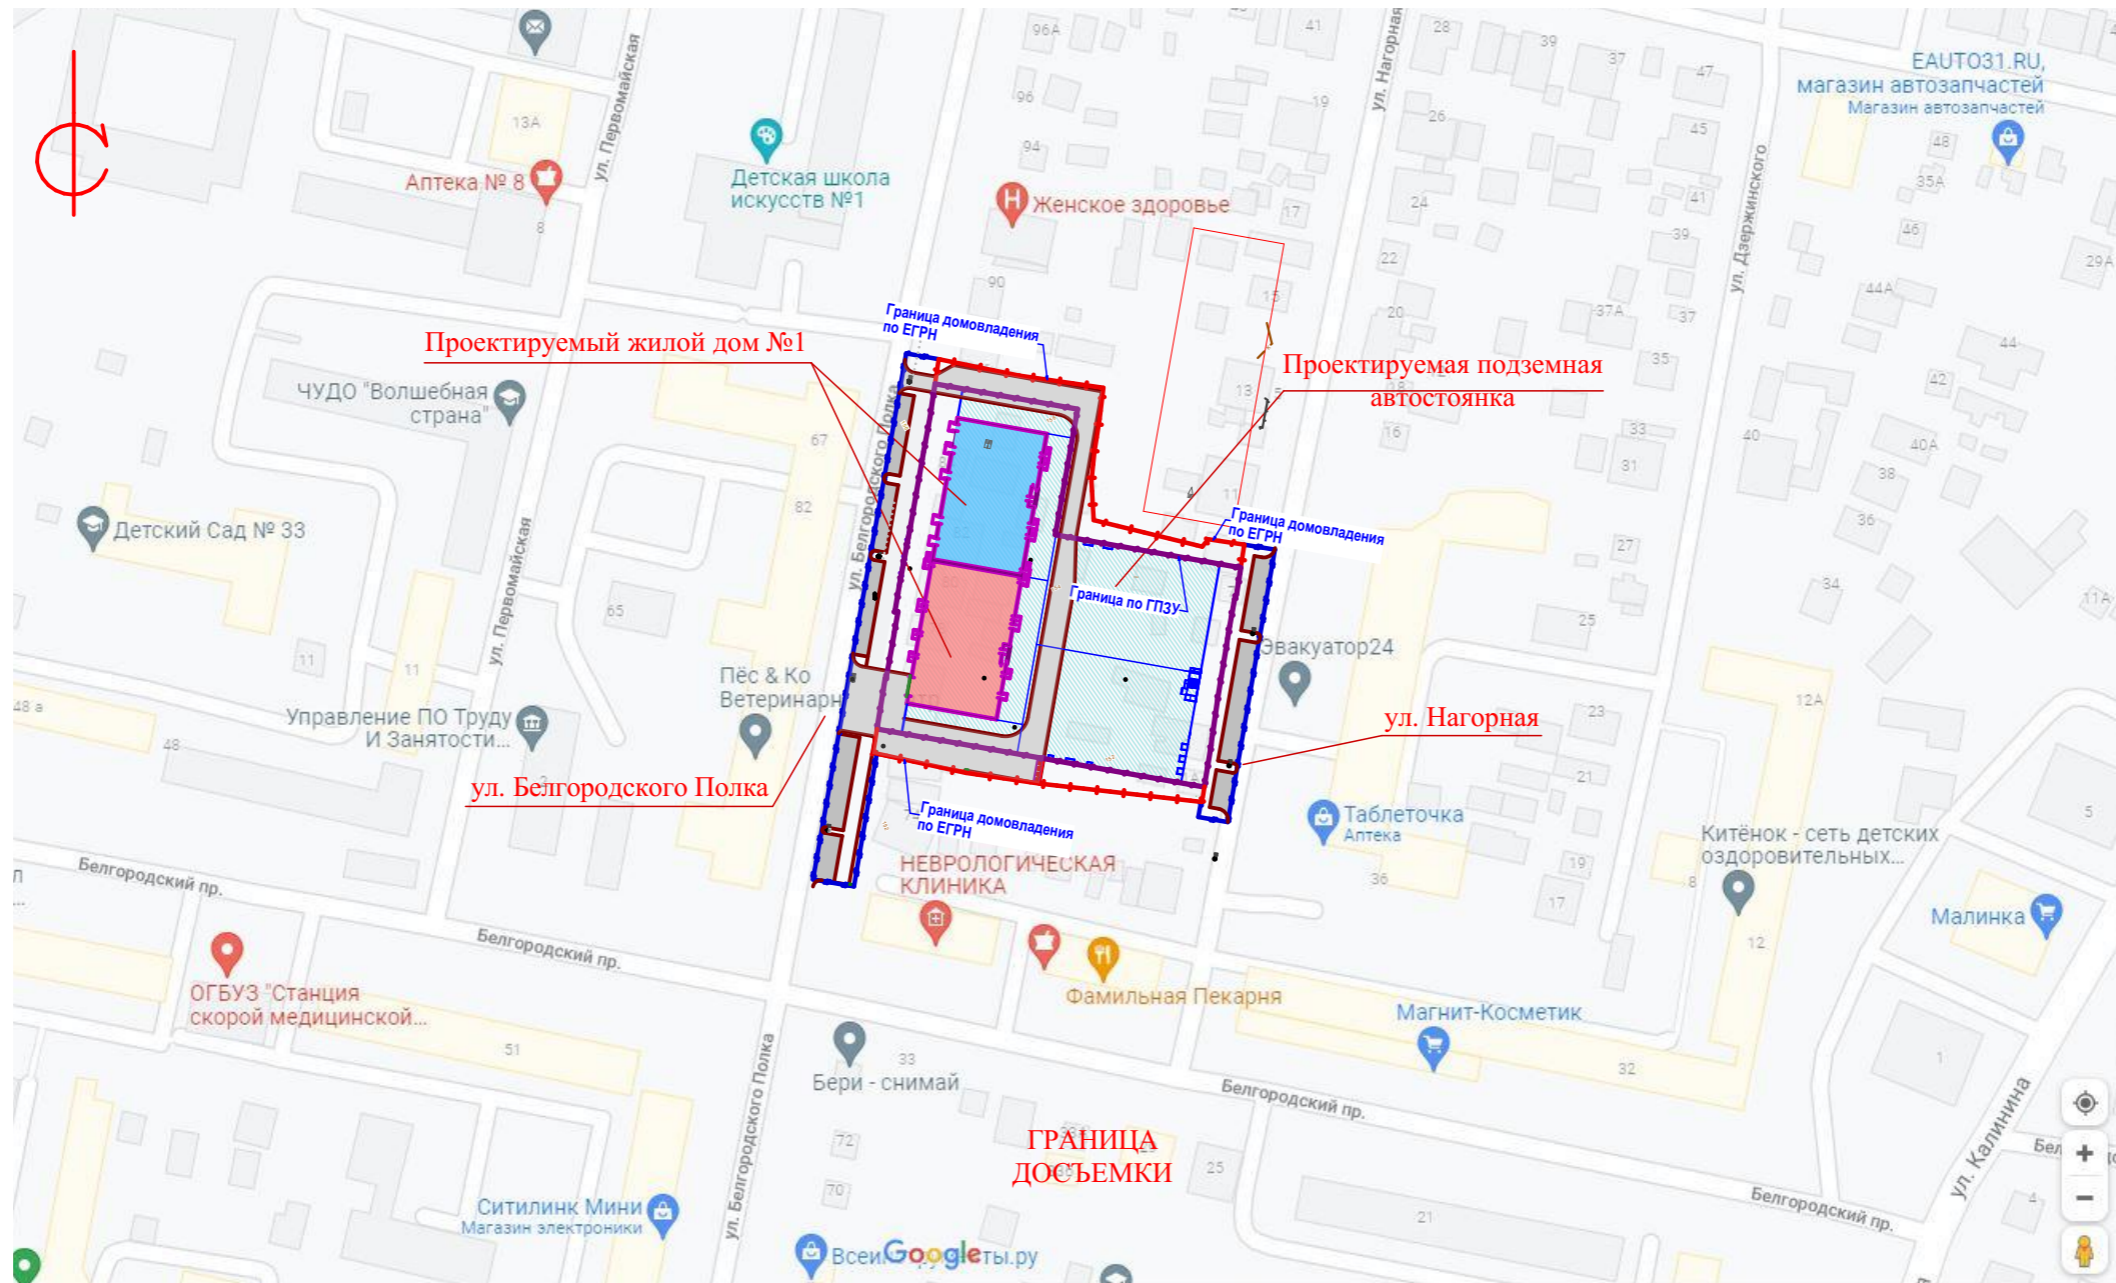 96А
41
28
39
37
47
EAUTO31.RU,
магазин автозапчастей
Магазин автозапчастей
ул. Первомайская
ул. Нагорная
13А
96
19
26
45
48
94
Аптека № 8
Детская школа
искусств №1
Женское здоровье
17
24
41
35А
8
39
46
ул. Дзержинского
22
29А
90
15
44А
20
37А
37
Граница домовладения
по ЕГРН
Проектируемый жилой дом №1
Проектируемая подземная
автостоянка
44
35
ЧУДО "Волшебная
страна"
13
42
67
16
33
40
40А
31
38
82
11
36
Детский Сад № 33
ул. Белгородского Полка
Граница домовладения
по ЕГРН
27
ул. Первомайская
80
Граница по ГПЗУ
34
11А
65
25
11
11
Эвакуатор24
Пёс & Ко
Ветеринарн
12А
48 а
Управление ПО Труду
И Занятости...
48
23
ул. Нагорная
21
ул. Белгородского Полка
Граница домовладения
по ЕГРН
Таблеточка
Аптека
5
Китёнок - сеть детских
оздоровительных...
Белгородский пр.
НЕВРОЛОГИЧЕСКАЯ
КЛИНИКА
19
36
8
17
Малинка
Белгородский пр.
12
ОГБУЗ "Станция
скорой медицинской...
Фамильная Пекарня
Магнит-Косметик
51
33
1
Бери - снимай
32
Белгородский пр.
ул. Белгородского Полка
ул. Калинина
ГРАНИЦА
ДОСЪЕМКИ
72
25
Бел
70
Белгородский пр.
4
Ситилинк Мини
Магазин электроники
21
Google
ты.ру